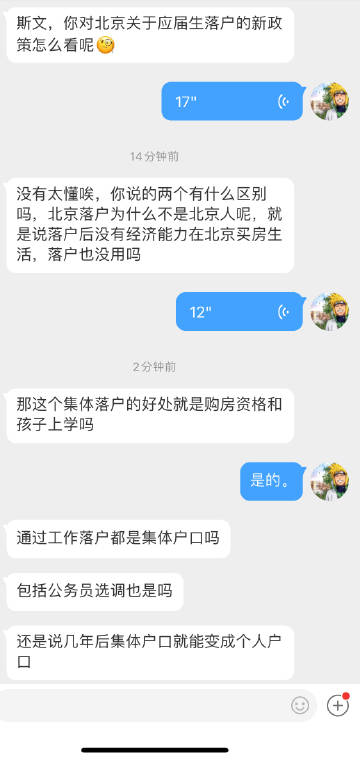 斯文，你对北京关于应届生落户的新政
策怎么看呢
17"
14分钟前
没有太懂唉，你说的两个有什么区别
吗，北京落户为什么不是北京人呢，就
是说落户后没有经济能力在北京买房生
活，落户也没用吗
12"
2分钟前
那这个集体落户的好处就是购房资格和
孩子上学吗
是的。
通过工作落户都是集体户口吗
包括公务员选调也是吗
还是说几年后集体户口就能变成个人户
口